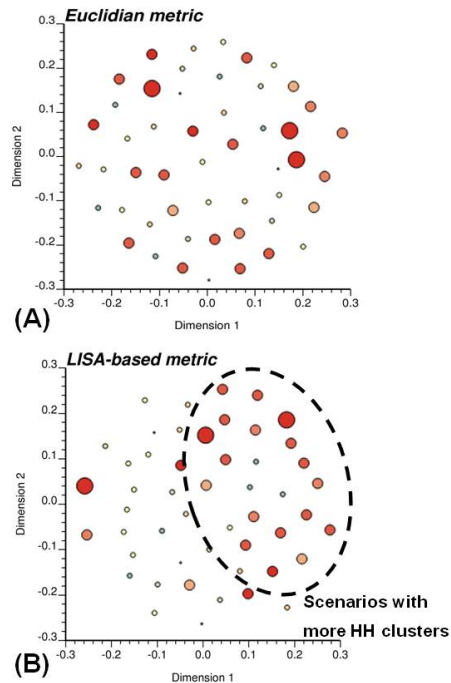 Euclidian metric
0.3
0.2
0.1
0.0
-0.1
-0.2
-0.3
Dimension 2
-0.3 -0.2 -0.1 0.0 0.1 0.2 0.3
Dimension 1
(A)
LISA-based metric
0.3
0.2
0.1
0.0
-0.1
-0.2
-0.3
Dimension 2
Scenarios with
more HH clusters
-0.3 -0.2 -0.1 0.0 0.1 0.2 0.3
Dimension 1
(B)